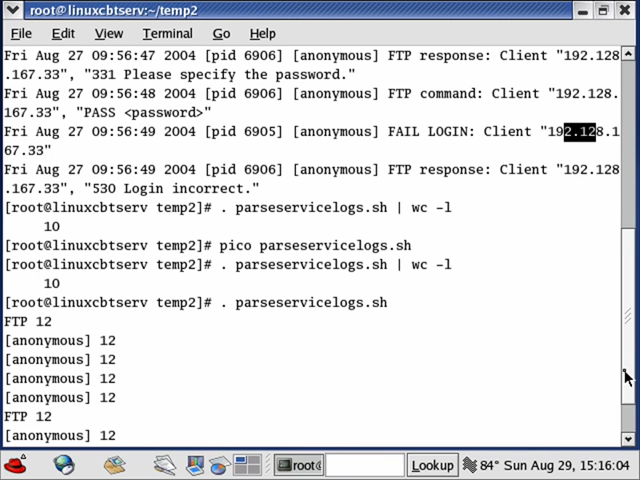 root@linuxcbtserv:~/temp2
File Edit View Terminal Go Help
Fri Aug 27 09:56:47 2004 [pid 6906] [anonymous] FTP response: Client "192.128
.167.33", "331 Please specify the password."
Fri Aug 27 09:56:48 2004 [pid 6906] [anonymous] FTP command: Client "192.128.
167.33", "PASS <password>"
Fri Aug 27 09:56:49 2004 [pid 6905] [anonymous] FAIL LOGIN: Client "192.128.1
67.33"
Fri Aug 27 09:56:49 2004 [pid 6906] [anonymous] FTP response: Client "192.128
.167.33", "530 Login incorrect."
[root@linuxcbtserv temp2]# . parseservicelogs.sh | wc -l
10
[root@linuxcbtserv temp2]# pico parseservicelogs.sh
[root@linuxcbtserv temp2]# . parseservicelogs.sh | wc -l
10
[root@linuxcbtserv temp2]# . parseservicelogs.sh
FTP 12
[anonymous] 12
[anonymous] 12
[anonymous] 12
[anonymous] 12
FTP 12
[anonymous] 12
root@ Lookup 84° Sun Aug 29, 15:16:04